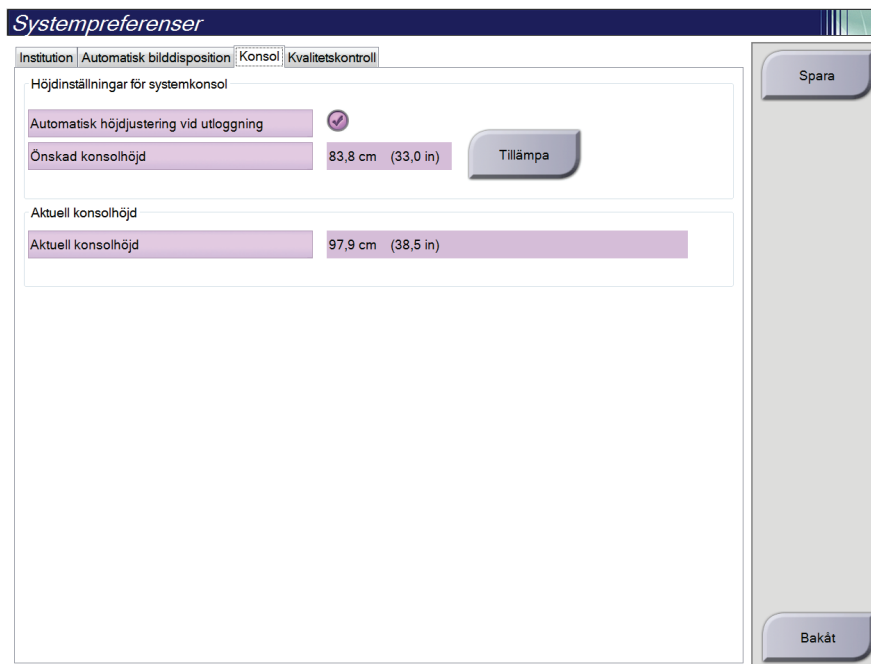 Systempreferenser
Institution Automatisk bilddisposition Konsol Kvalitetskontroll
Spara
Höjdinställningar för systemkonsol
Automatisk höjdjustering vid utloggning
Önskad konsolhöjd 83,8 cm (33,0 in) Tillämpa
Aktuell konsolhöjd
Aktuell konsolhöjd 97,9 cm (38,5 in)
Bakåt